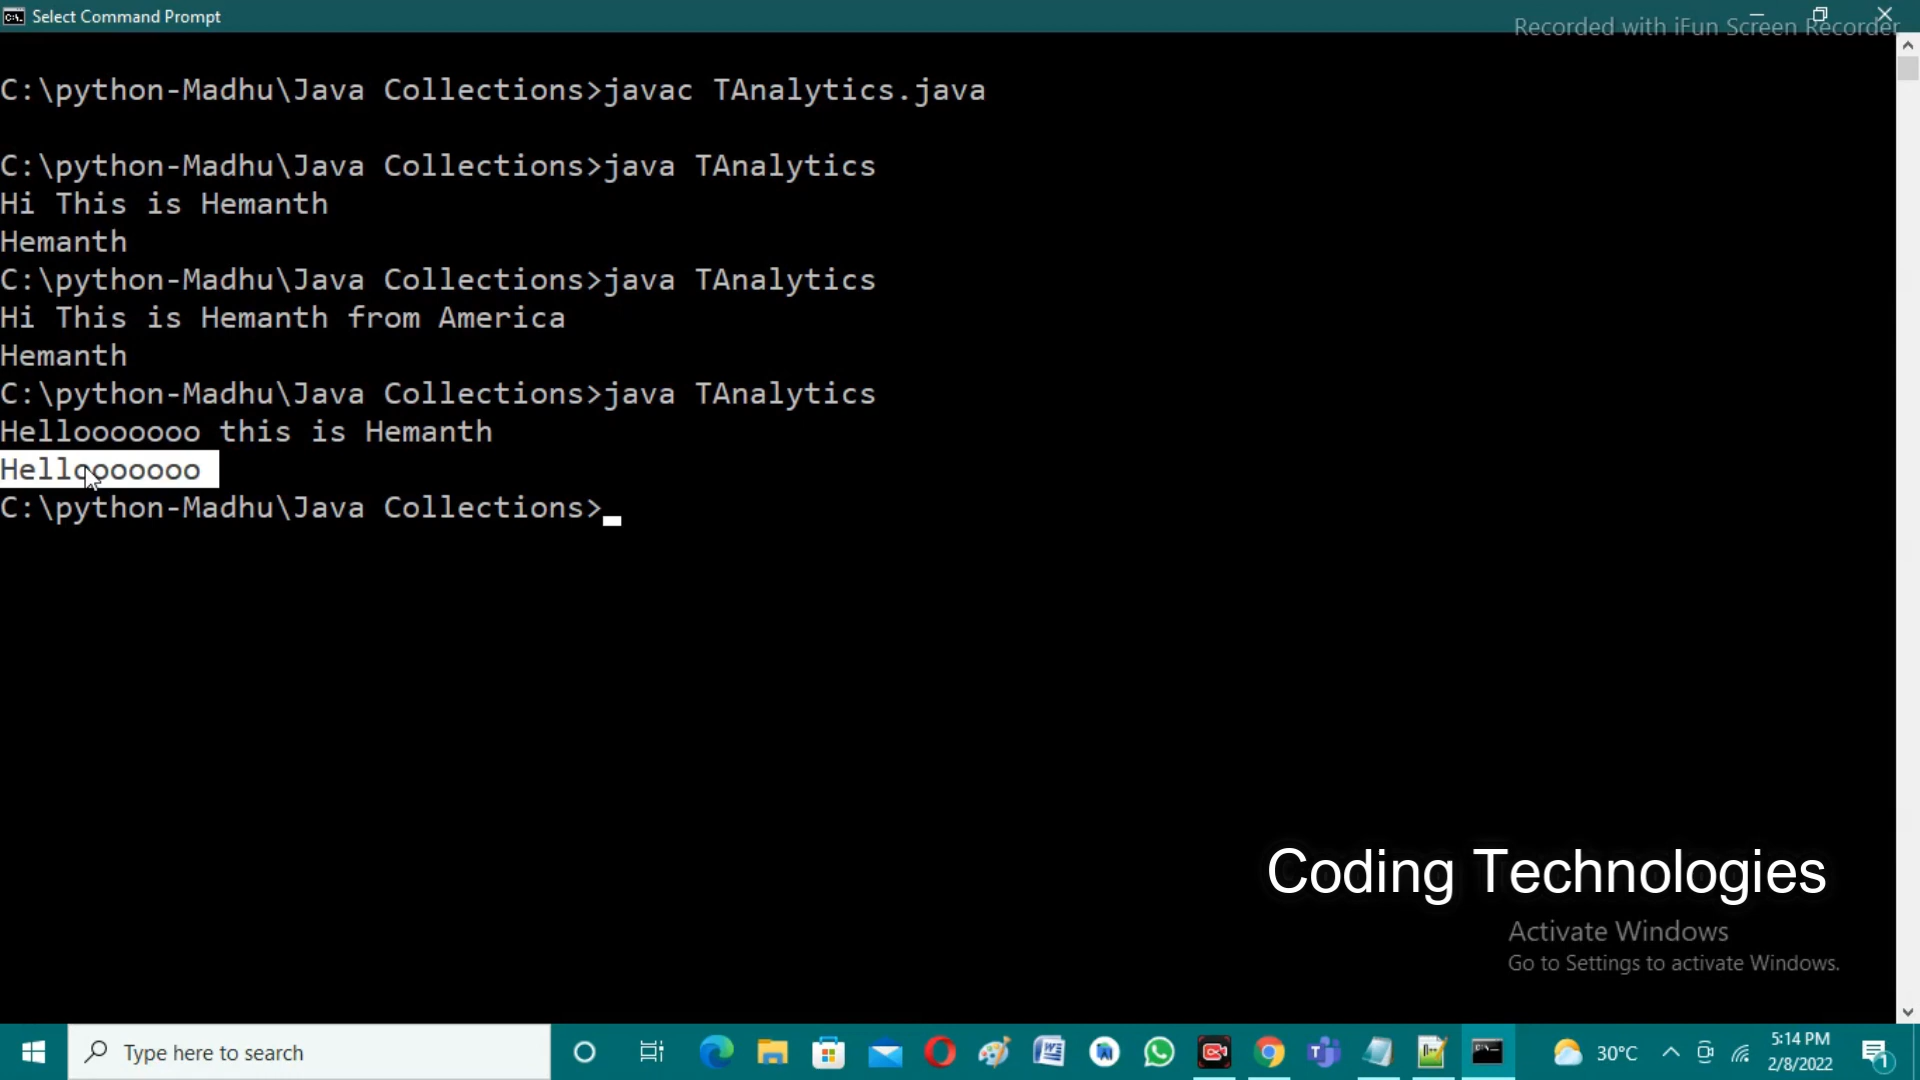 Select Command Prompt
Recorded with iFun Screen Recorder
C:\python-Madhu\Java Collections>javac TAnalytics.java
C:\python-Madhu\Java Collections>java TAnalytics
Hi This is Hemanth
Hemanth
C:\python-Madhu\Java Collections>java TAnalytics
Hi This is Hemanth from America
Hemanth
C:\python-Madhu\Java Collections>java TAnalytics
Hellooooooo this is Hemanth
Hellooooooo
C:\python-Madhu\Java Collections>
Coding Technologies
Activate Windows
Go to Settings to activate Windows.
Type here to search
30°C
5:14 PM
2/8/2022
1